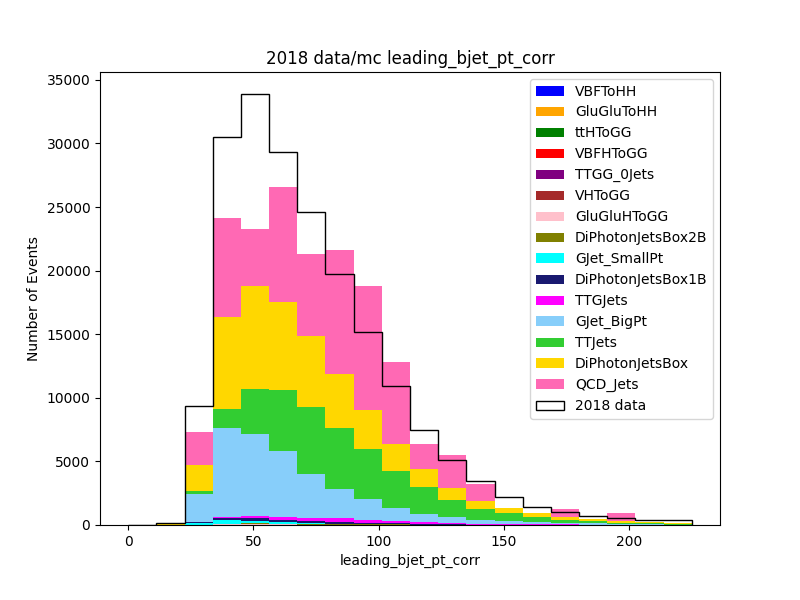 2018 data/mc leading_bjet_pt_corr
35000
30000
25000
20000
15000
10000
5000
0
Number of Events
0
50
100
150
200
leading_bjet_pt_corr
VBFToHH
GluGluToHH
ttHToGG
VBFHToGG
TTGG_0Jets
VHToGG
GluGluHToGG
DiPhotonJetsBox2B
GJet_SmallPt
DiPhotonJetsBox1B
TTGJets
GJet_BigPt
TTJets
DiPhotonJetsBox
QCD_Jets
2018 data